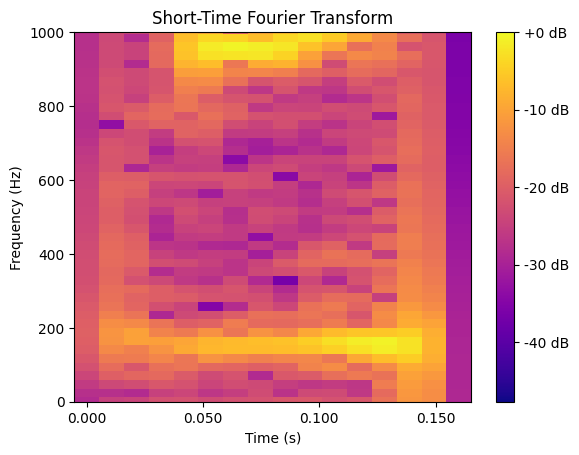 Short-Time Fourier Transform
Frequency (Hz)
1000
800
600
400
200
0
0.000
0.050
0.100
0.150
Time (s)
+0 dB
-10 dB
-20 dB
-30 dB
-40 dB